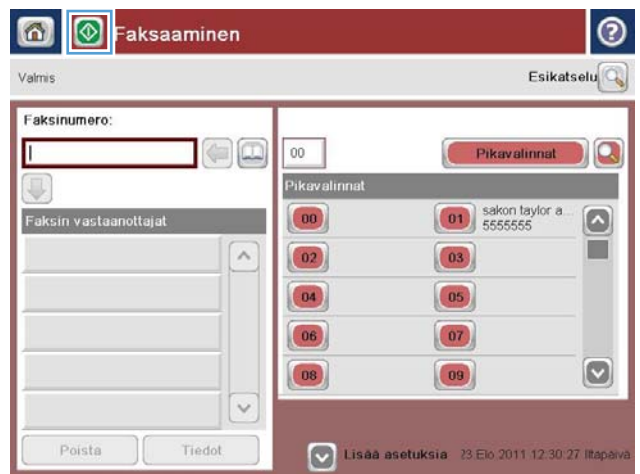 Faksaaminen
Valmis
Esikatselu
Faksinumero:
00
Pikavalinnat
Pikavalinnat
Faksin vastaanottajat
00
01 sakon taylor a...
5555555
02
03
04
05
06
07
08
09
Poista
Tiedot
Lisää asetuksia
23 Elo 2011 12:30:27 Iltapäivä